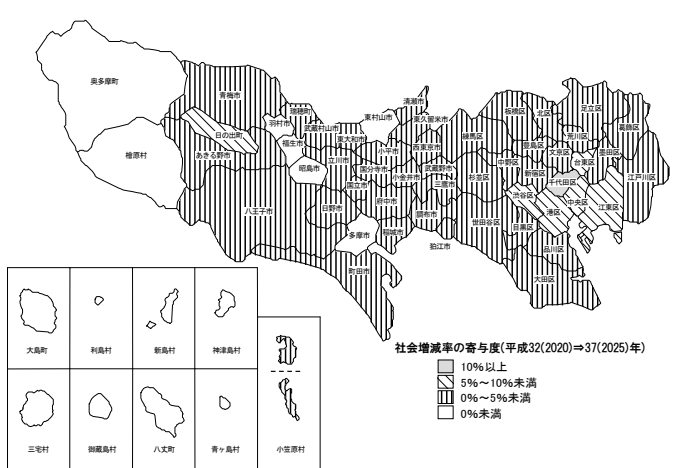 奥多摩町
檜原村
青梅市
日の出町
あきる野市
瑞穂町
羽村市
福生市
武蔵村山市
東大和市
東村山市
清瀬市
東久留米市
昭島市
立川市
小平市
西東京市
国分寺市
国立市
小金井市
武蔵野市
三鷹市
八王子市
日野市
府中市
調布市
多摩市
稲城市
町田市
狛江市
練馬区
板橋区
北区
足立区
葛飾区
荒川区
豊島区
文京区
墨田区
台東区
中野区
新宿区
千代田区
杉並区
渋谷区
中央区
港区
江東区
江戸川区
世田谷区
目黒区
品川区
大田区
大島町
利島村
新島村
神津島村
三宅村
御蔵島村
八丈町
青ヶ島村
小笠原村
社会増減率の寄与度(平成32(2020)⇒37(2025)年)
10%以上
5%～10%未満
0%～5%未満
0%未満